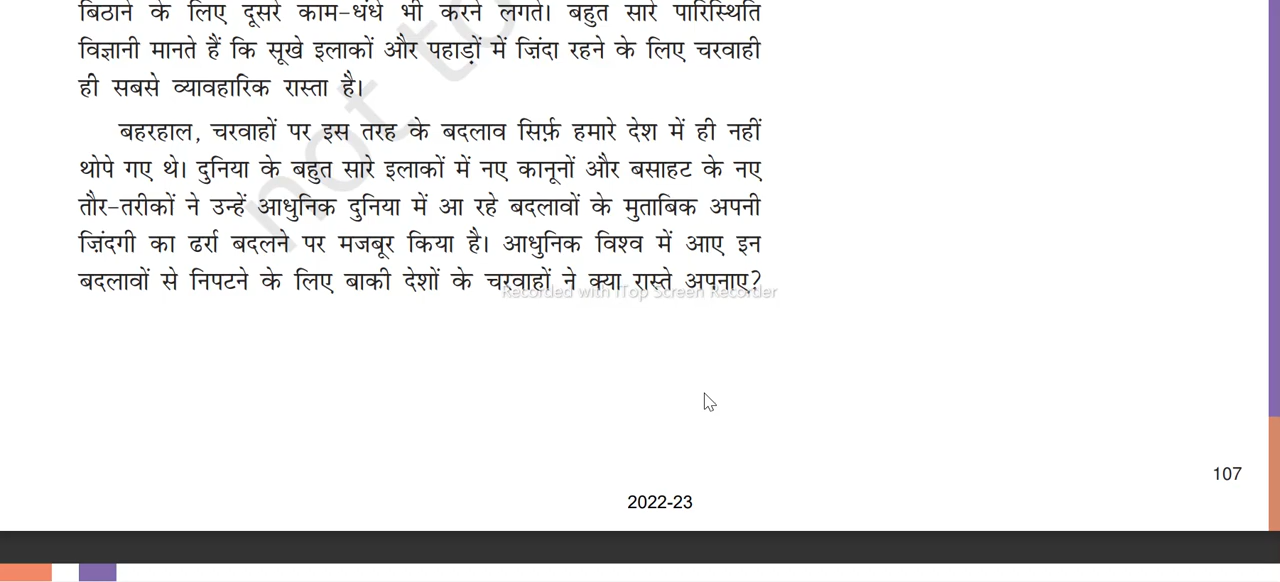 बिठाने के लिए दूसरे काम-धंधे भी करने लगते। बहुत सारे पारिस्थिति
विज्ञानी मानते हैं कि सूखे इलाकों और पहाड़ों में ज़िंदा रहने के लिए चरवाही
ही सबसे व्यावहारिक रास्ता है।
बहरहाल, चरवाहों पर इस तरह के बदलाव सिर्फ़ हमारे देश में ही नहीं
थोपे गए थे। दुनिया के बहुत सारे इलाकों में नए कानूनों और बसाहट के नए
तौर-तरीकों ने उन्हें आधुनिक दुनिया में आ रहे बदलावों के मुताबिक अपनी
ज़िंदगी का ढर्रा बदलने पर मजबूर किया है। आधुनिक विश्व में आए इन
बदलावों से निपटने के लिए बाकी देशों के चरवाहों ने क्या रास्ते अपनाए?
Recorded with iTop Screen Recorder
not to
107
2022-23